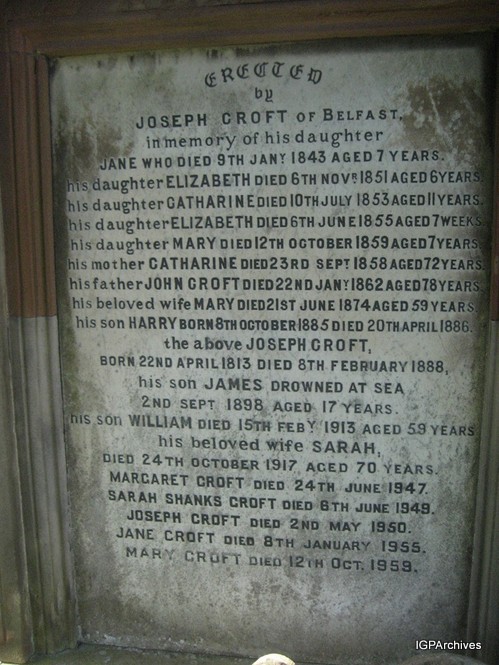 ERECTED
by
JOSEPH CROFT OF BELFAST,
in memory of his daughter
JANE WHO DIED 9TH JANY 1843 AGED 7 YEARS.
his daughter ELIZABETH DIED 6TH NOVR 1851 AGED 6 YEARS.
his daughter CATHARINE DIED 10TH JULY 1853 AGED 11 YEARS.
his daughter ELIZABETH DIED 6TH JUNE 1855 AGED 7 WEEKS.
his daughter MARY DIED 12TH OCTOBER 1859 AGED 7 YEARS.
his mother CATHARINE DIED 23RD SEPT 1858 AGED 72 YEARS.
his father JOHN CROFT DIED 22ND JANY 1862 AGED 78 YEARS.
his beloved wife MARY DIED 21ST JUNE 1874 AGED 59 YEARS.
his son HARRY BORN 8TH OCTOBER 1885 DIED 20TH APRIL 1886.
the above JOSEPH CROFT,
BORN 22ND APRIL 1813 DIED 8TH FEBRUARY 1888,
his son JAMES DROWNED AT SEA
2ND SEPT 1898 AGED 17 YEARS.
his son WILLIAM DIED 15TH FEBY 1913 AGED 59 YEARS
his beloved wife SARAH,
DIED 24TH OCTOBER 1917 AGED 70 YEARS.
MARGARET CROFT DIED 24TH JUNE 1947.
SARAH SHANKS CROFT DIED 8TH JUNE 1949.
JOSEPH CROFT DIED 2ND MAY 1950.
JANE CROFT DIED 8TH JANUARY 1955.
MARY CROFT DIED 12TH OCT. 1959.
IGPArchives